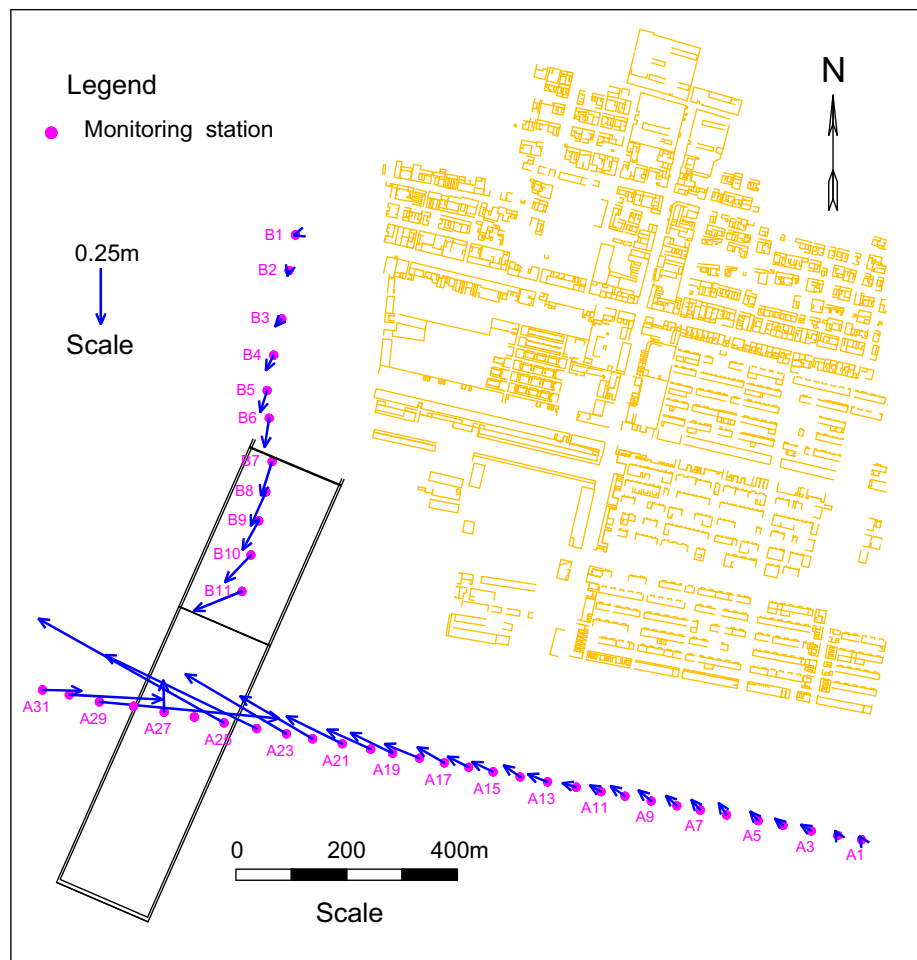 N
Legend
Monitoring station
B1
0.25m
B2
B3
Scale
B4
B5
B6
B7
B8
B9
B10
B11
A31
A29
A27
A25
A23
A21
A19
A17
A15
A13
A11
A9
A7
A5
A3
A1
0 200 400m
Scale